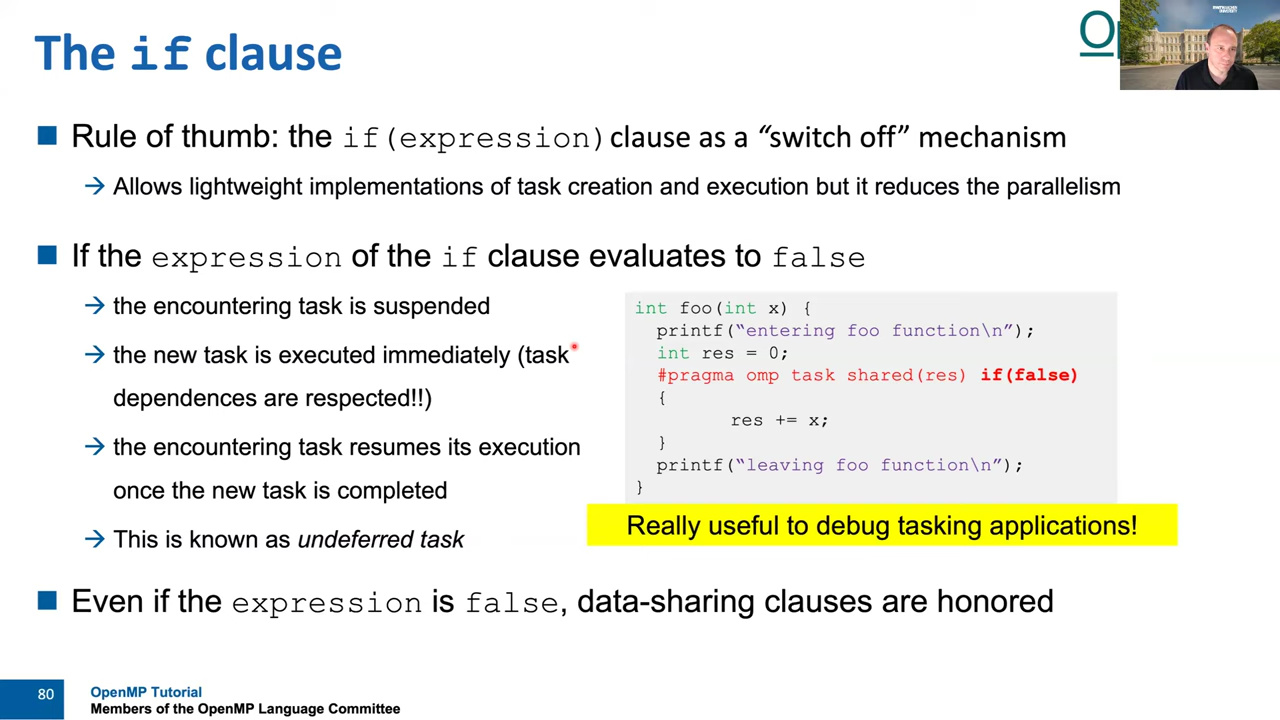 The if clause
Op
Rule of thumb: the if(expression) clause as a “switch off” mechanism
→ Allows lightweight implementations of task creation and execution but it reduces the parallelism
If the expression of the if clause evaluates to false
→ the encountering task is suspended
→ the new task is executed immediately (task
dependences are respected!!)
→ the encountering task resumes its execution
once the new task is completed
→ This is known as undeferred task
int foo(int x) {
printf(“entering foo function\n”);
int res = 0;
#pragma omp task shared(res) if(false)
{
res += x;
}
printf(“leaving foo function\n”);
}
Really useful to debug tasking applications!
Even if the expression is false, data-sharing clauses are honored
80
OpenMP Tutorial
Members of the OpenMP Language Committee